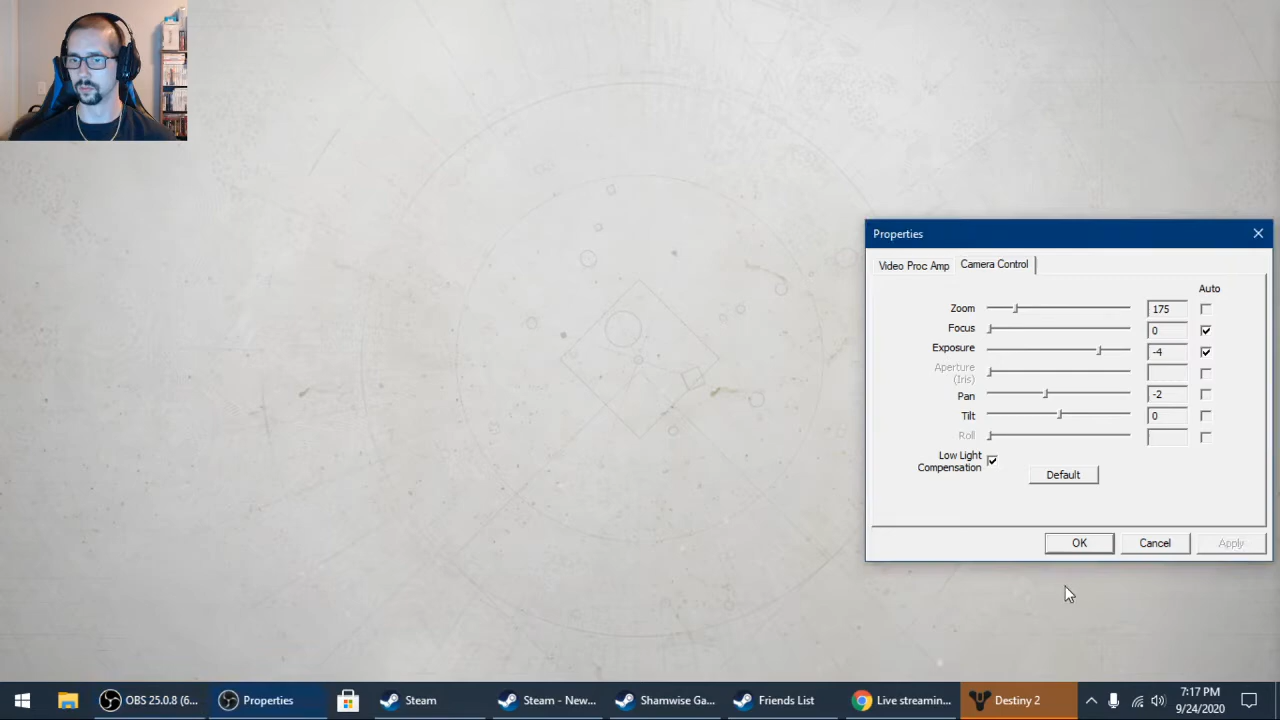 Properties
Video Proc Amp
Camera Control
Auto
Zoom 175
Focus 0
Exposure -4
Aperture
(Iris)
Pan -2
Tilt 0
Roll
Low Light
Compensation
Default
OK Cancel Apply
OBS 25.0.8 (6...
Properties
Steam
Steam - New...
Shamwise Ga...
Friends List
Live streamin...
Destiny 2
7:17 PM
9/24/2020